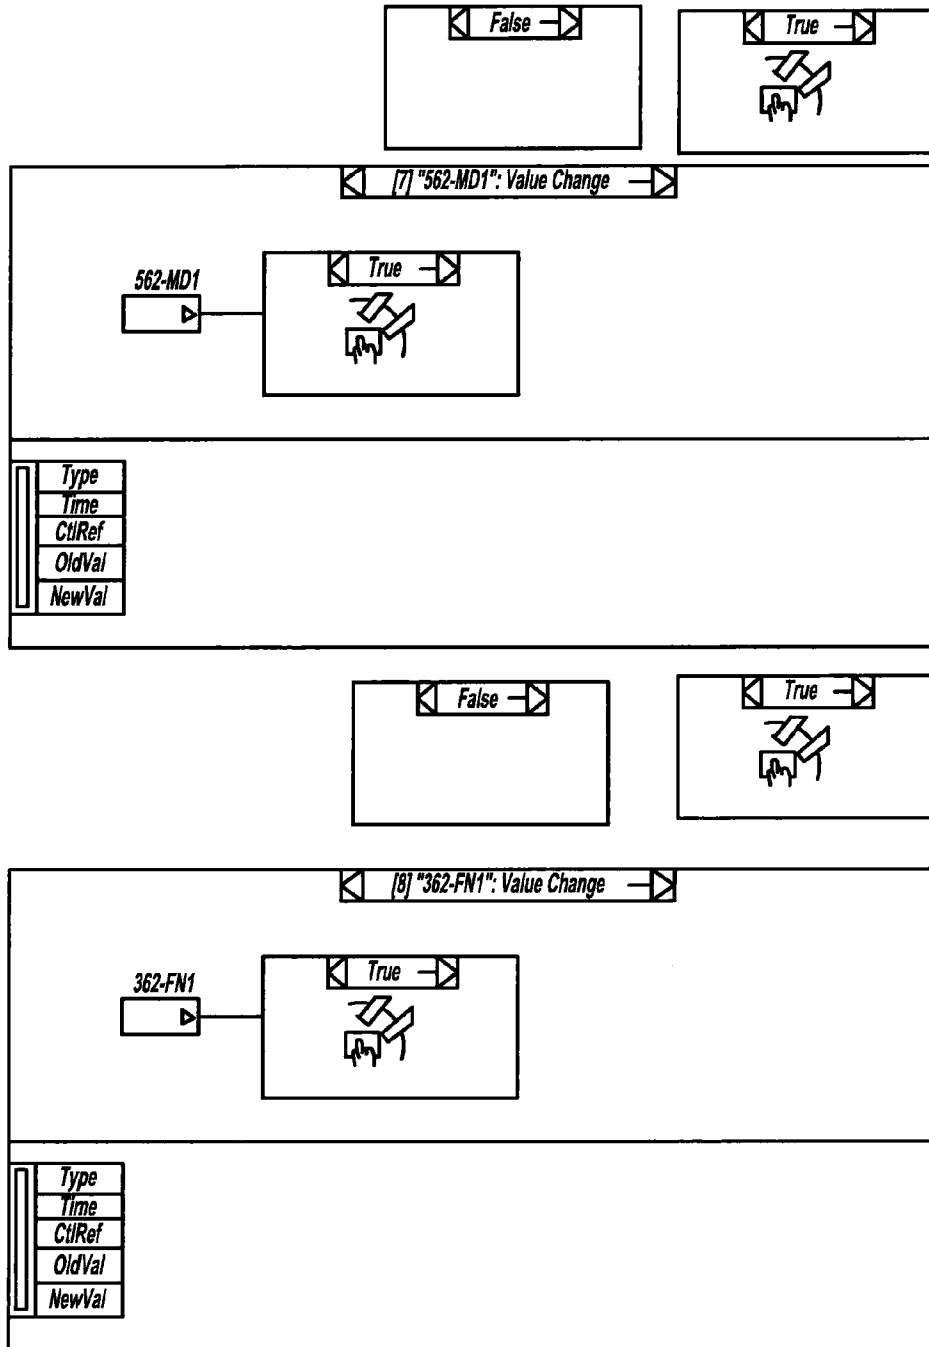 False
True
[7] "562-MD1": Value Change
562-MD1
True
Type
Time
CtlRef
OldVal
NewVal
False
True
[8] "362-FN1": Value Change
362-FN1
True
Type
Time
CtlRef
OldVal
NewVal